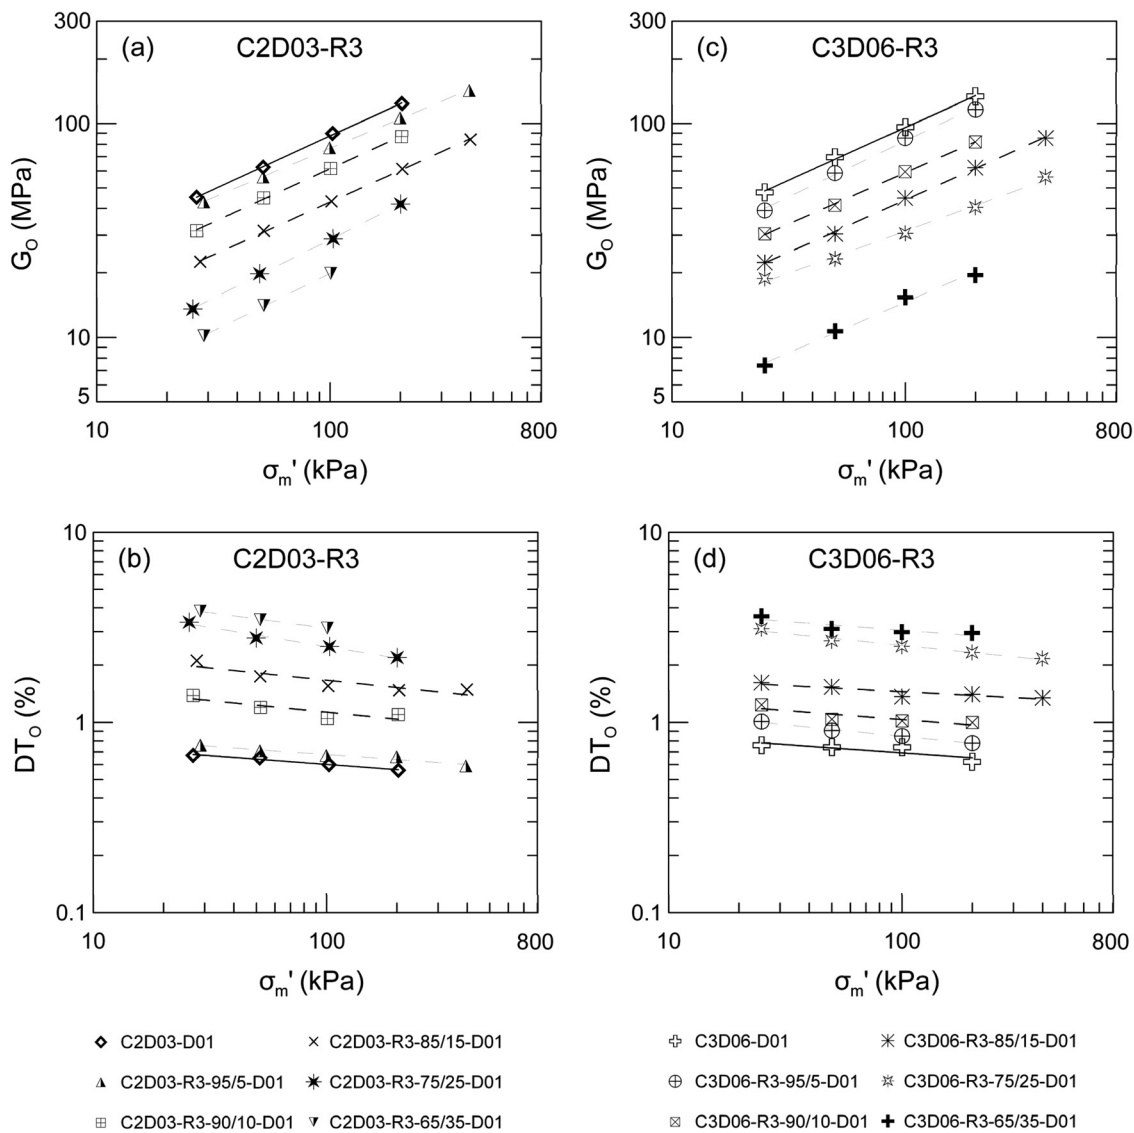 (a) C2D03-R3
300
100
10
5
G_O (MPa)
10 100 800
σ_m' (kPa)
(c) C3D06-R3
300
100
10
5
G_O (MPa)
10 100 800
σ_m' (kPa)
(b) C2D03-R3
10
1
0.1
DT_O (%)
10 100 800
σ_m' (kPa)
(d) C3D06-R3
10
1
0.1
DT_O (%)
10 100 800
σ_m' (kPa)
C2D03-D01
C2D03-R3-95/5-D01
C2D03-R3-90/10-D01
C2D03-R3-85/15-D01
C2D03-R3-75/25-D01
C2D03-R3-65/35-D01
C3D06-D01
C3D06-R3-95/5-D01
C3D06-R3-90/10-D01
C3D06-R3-85/15-D01
C3D06-R3-75/25-D01
C3D06-R3-65/35-D01